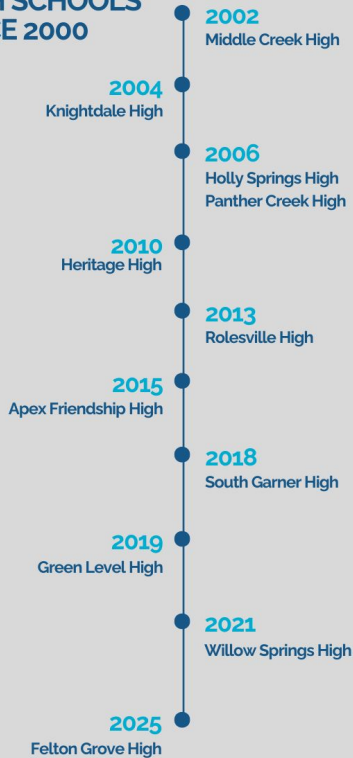 SCHOOLS
2000
2002
Middle Creek High
2004
Knightdale High
2006
Holly Springs High
Panther Creek High
2010
Heritage High
2013
Rolesville High
2015
Apex Friendship High
2018
South Garner High
2019
Green Level High
2021
Willow Springs High
2025
Felton Grove High